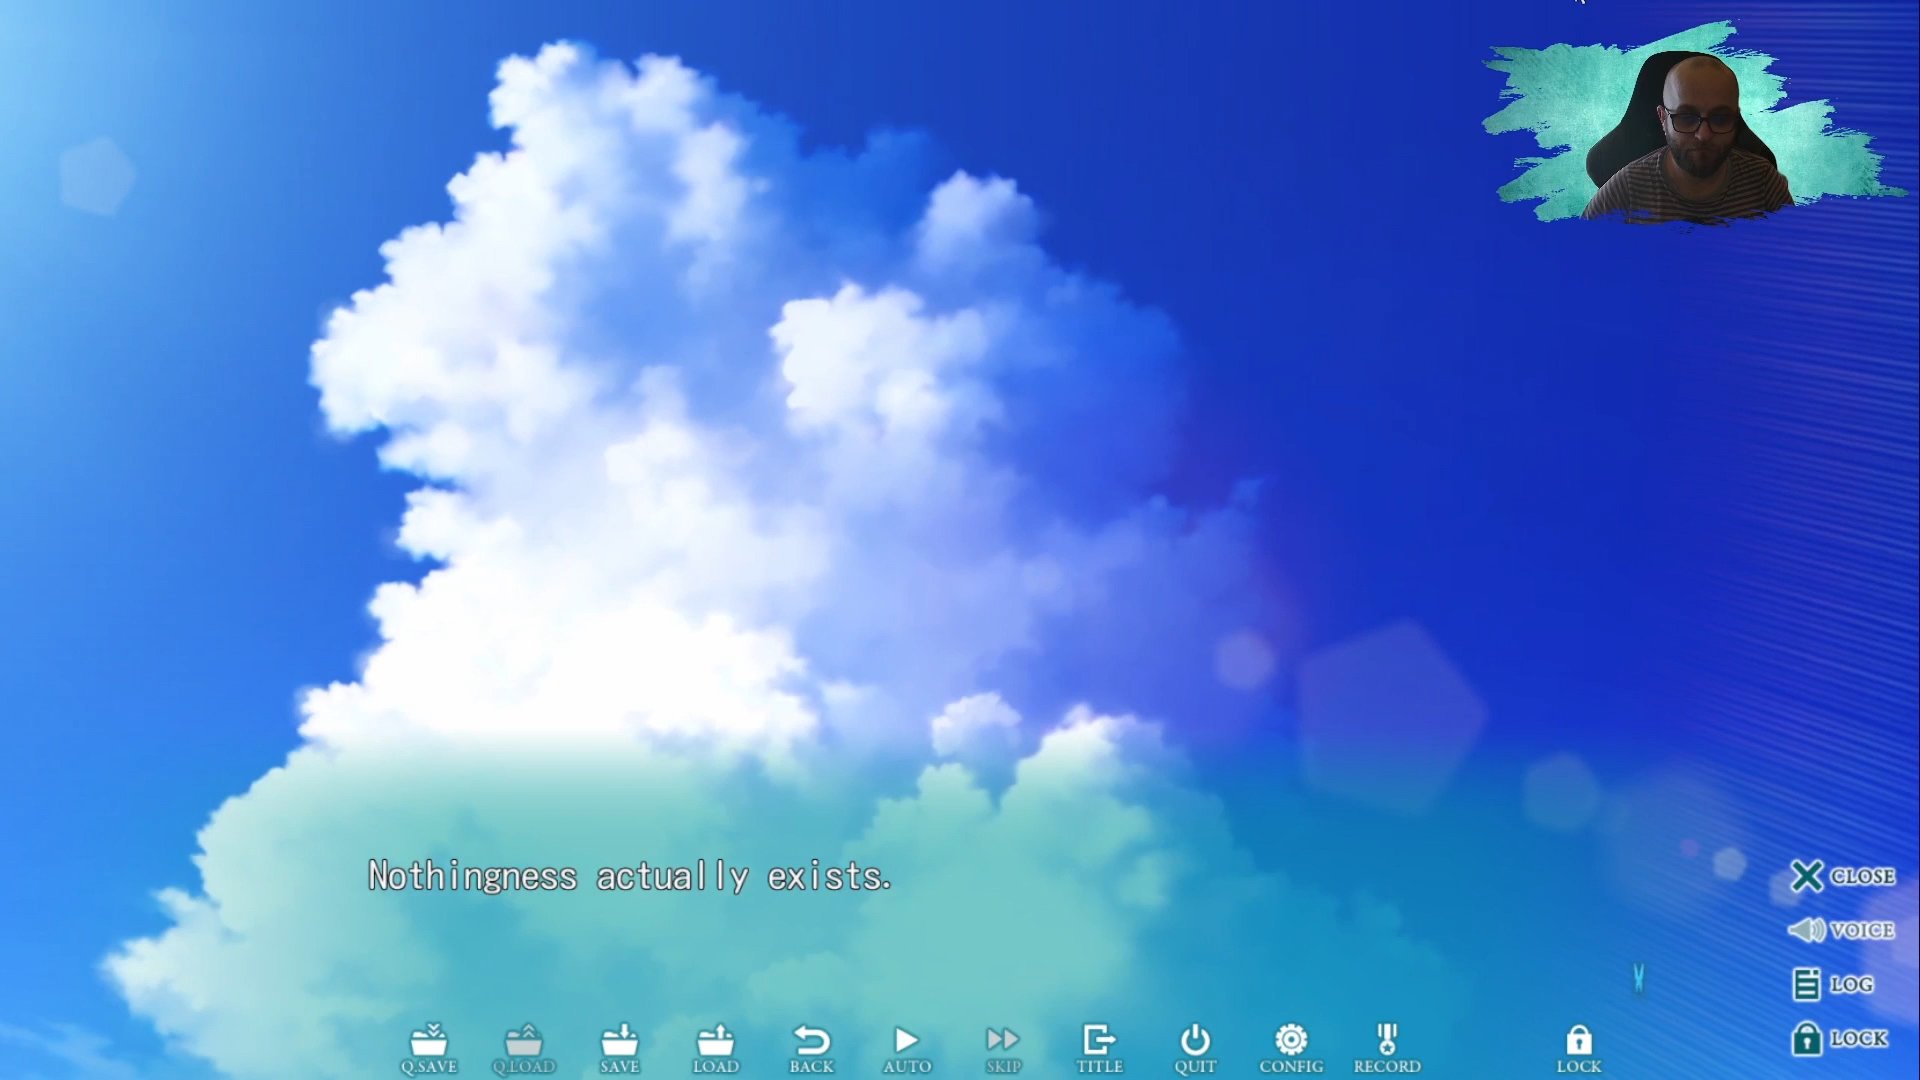 Nothingness actually exists.
CLOSE
VOICE
LOG
LOCK
Q.SAVE
Q.LOAD
SAVE
LOAD
BACK
AUTO
SKIP
TITLE
QUIT
CONFIG
RECORD
LOCK